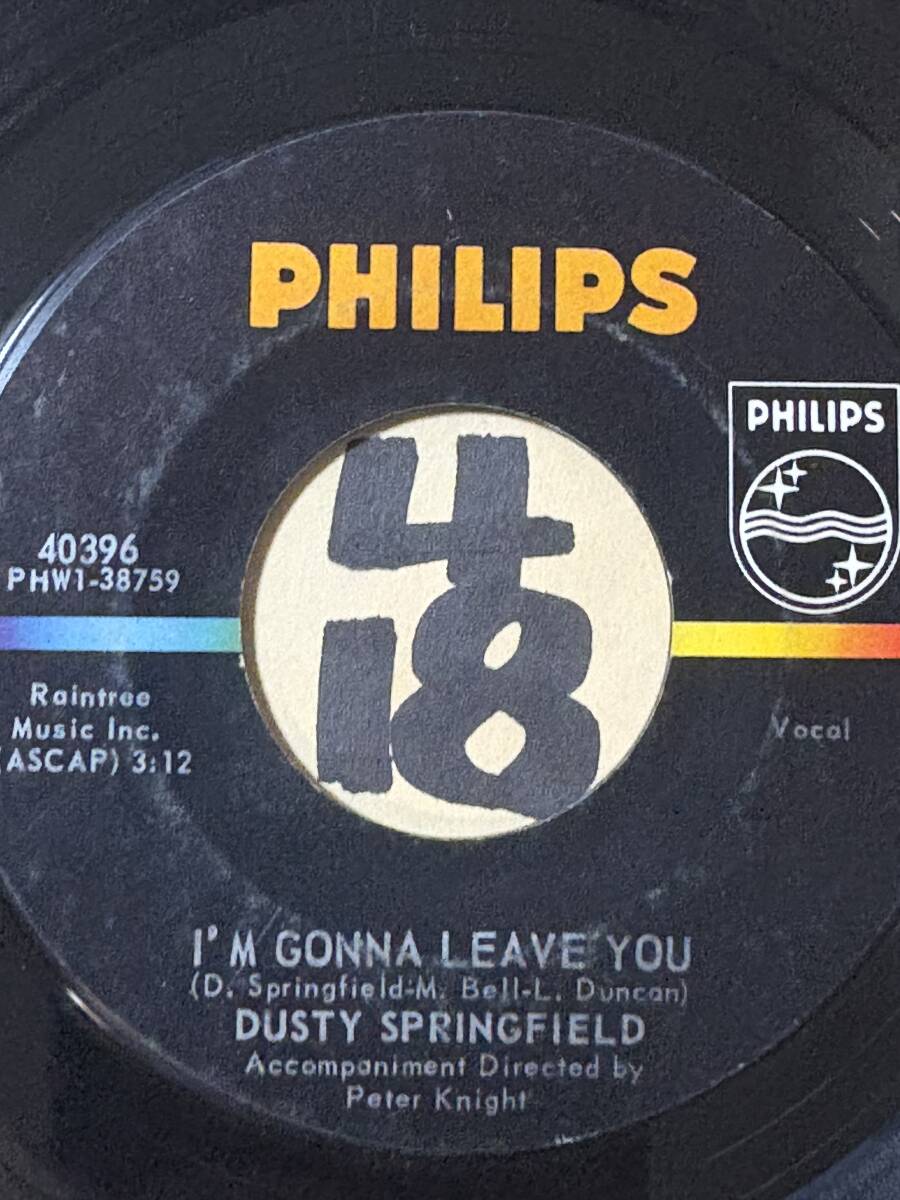 PHILIPS
PHILIPS
4
18
40396
PHW1-38759
Raintree
Music Inc.
(ASCAP) 3:12
Vocal
I'M GONNA LEAVE YOU
(D. Springfield-M. Bell-L. Duncan)
DUSTY SPRINGFIELD
Accompaniment Directed by
Peter Knight